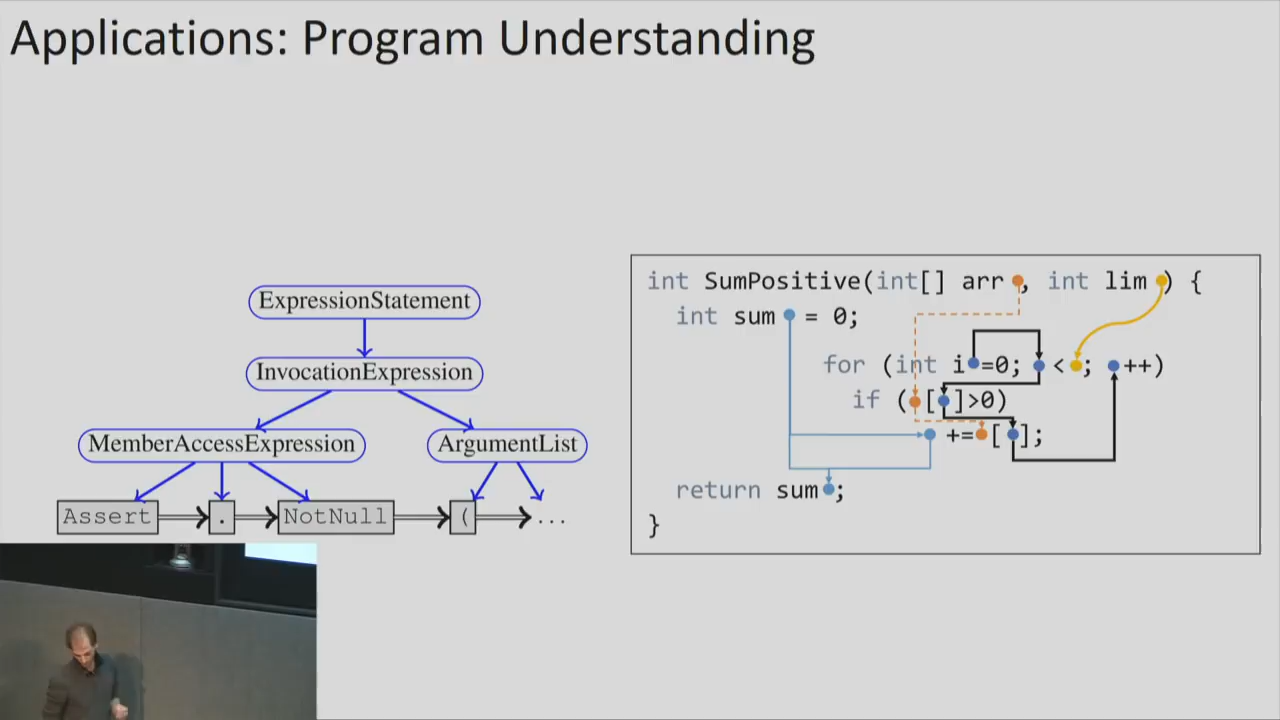 Applications: Program Understanding
ExpressionStatement
InvocationExpression
MemberAccessExpression
ArgumentList
Assert . NotNull ( ...
int SumPositive(int[] arr , int lim ) {
int sum = 0;
for (int i =0; < ; ++)
if ( [ ]>0)
+= [ ];
return sum ;
}